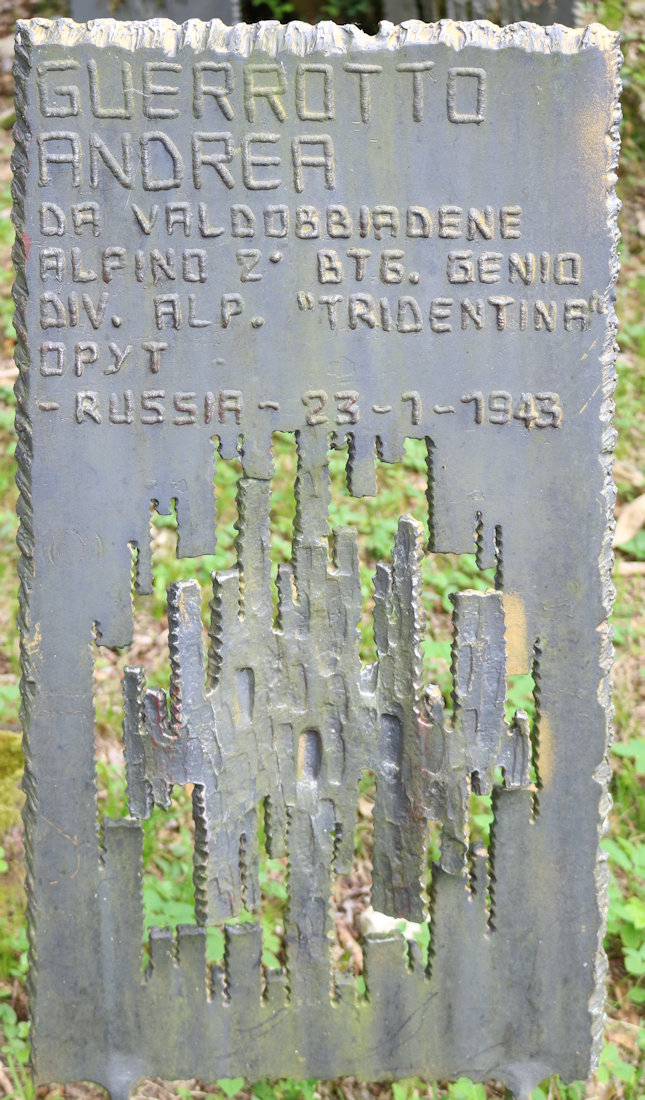 GUERROTTO
ANDREA
DA VALDOBBIADENE
ALPINO 2° BTG. GENIO
DIV. ALP. "TRIDENTINA"
OPYT
- RUSSIA - 23 - 1 - 1943